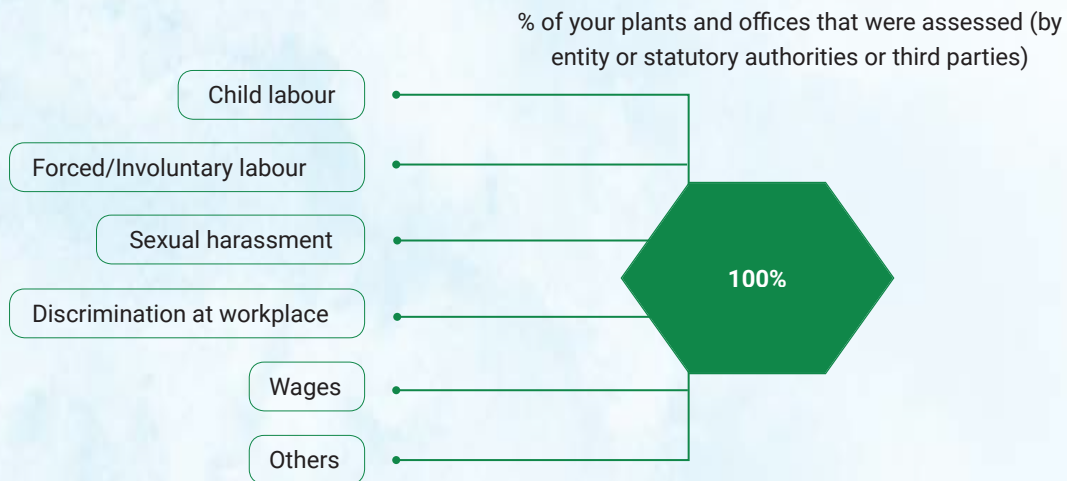 % of your plants and offices that were assessed (by
entity or statutory authorities or third parties)
Child labour
Forced/Involuntary labour
Sexual harassment
Discrimination at workplace
Wages
Others
100%